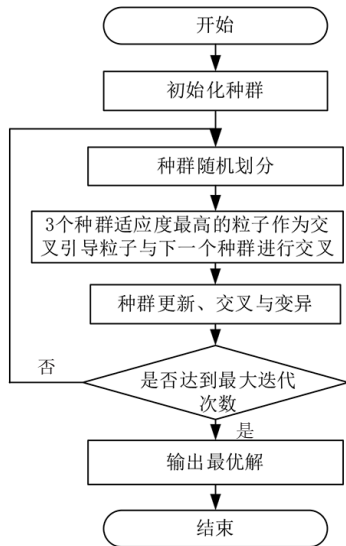 开始
初始化种群
种群随机划分
3个种群适应度最高的粒子作为交
叉引导粒子与下一个种群进行交叉
种群更新、交叉与变异
否
是否达到最大迭代
次数
是
输出最优解
结束